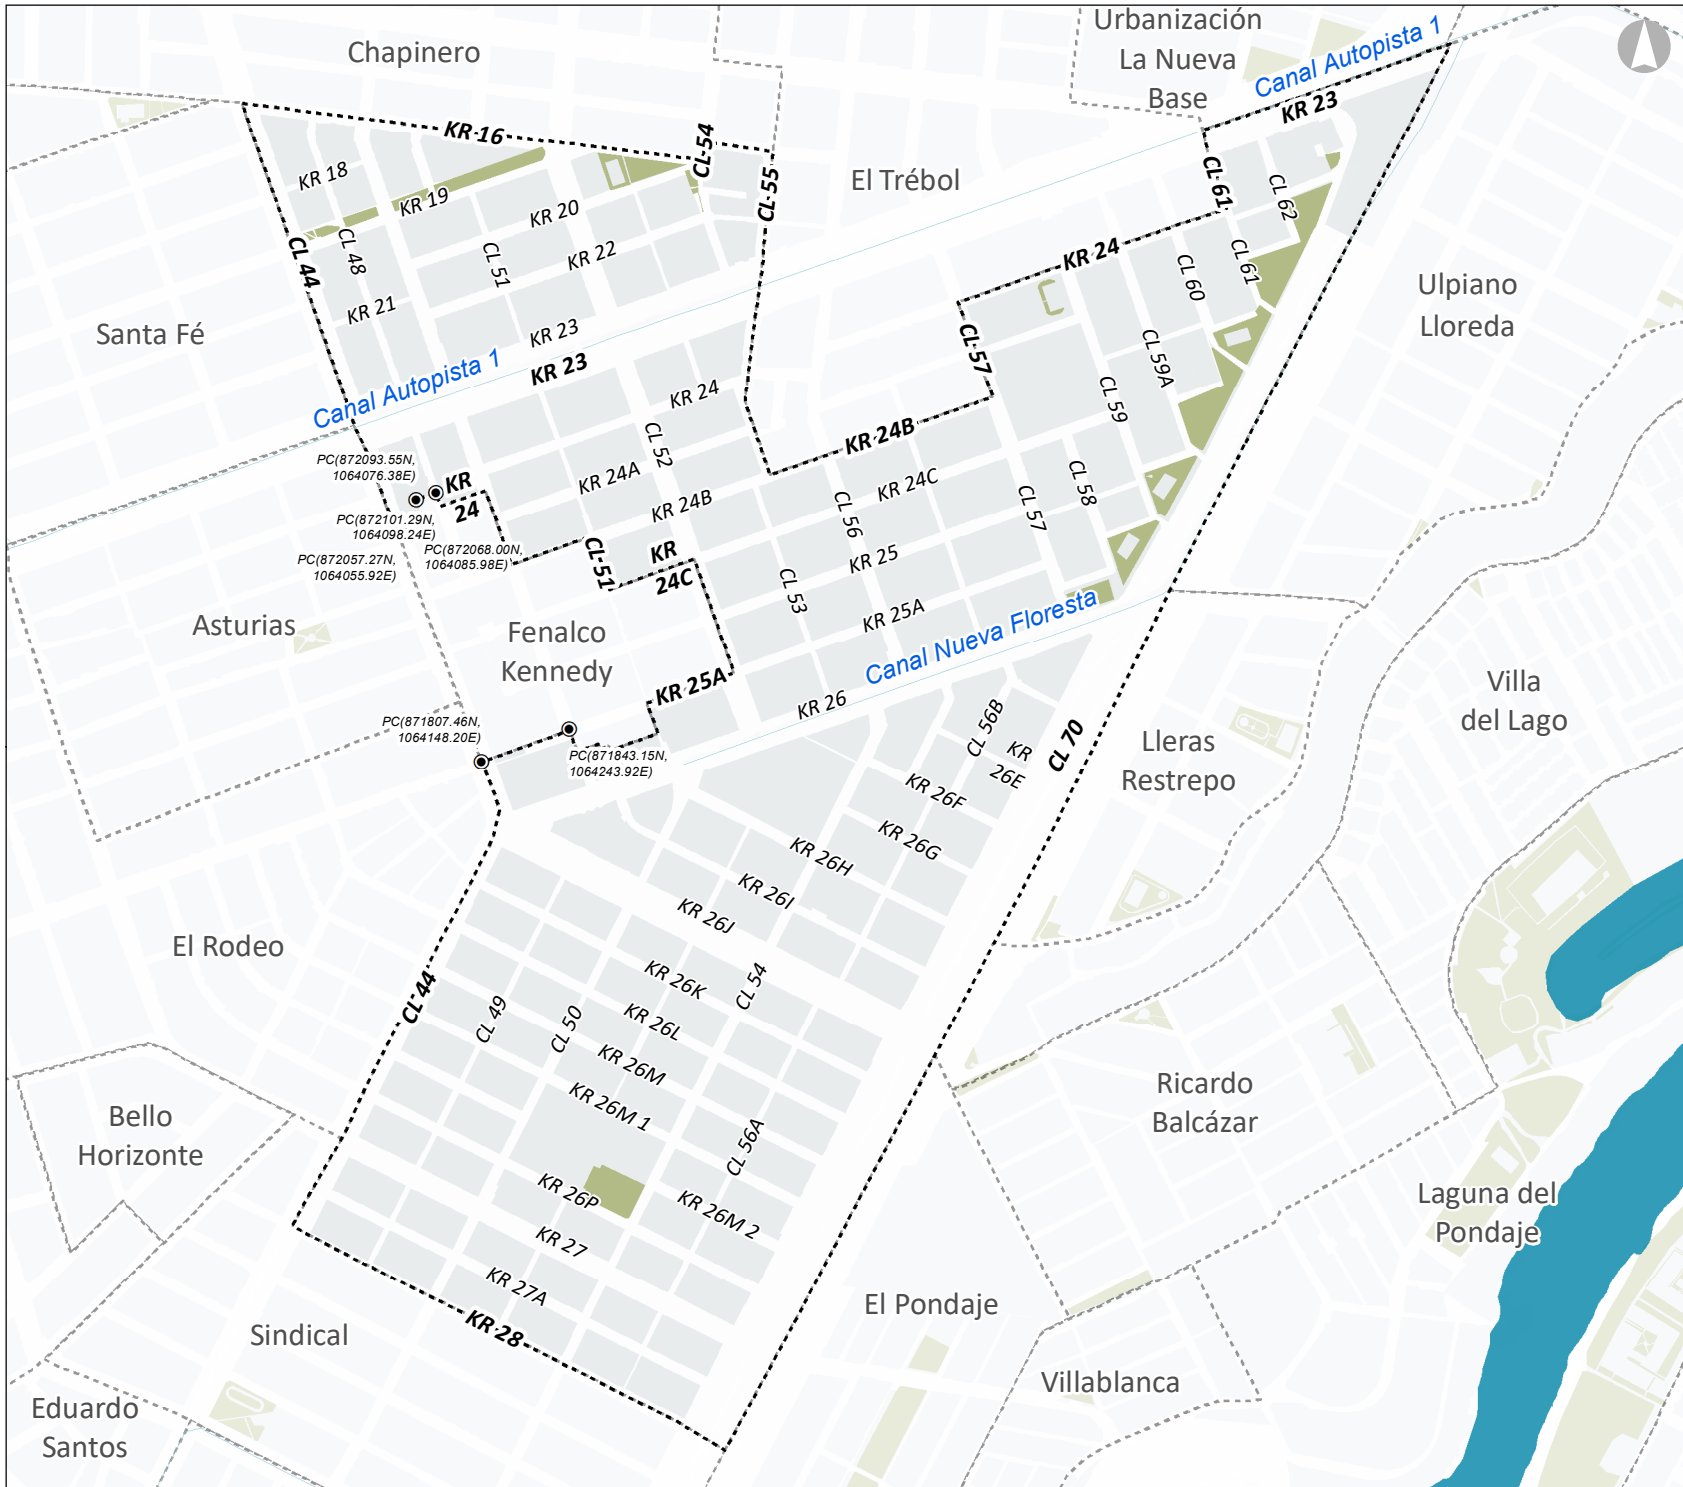 Urbanización
La Nueva
Base
Canal Autopista 1
Chapinero
KR 16
CL 54
KR 23
CL 61
CL 55
El Trébol
KR 18
KR 19
KR 20
CL 62
CL 44
CL 48
CL 51
KR 22
KR 24
CL 61
CL 60
Ulpiano
Lloreda
KR 21
Santa Fé
KR 23
KR 23
CL 57
CL 59A
Canal Autopista 1
KR 24
CL 59
KR 24B
CL 52
PC(872093.55N,
1064076.38E)
KR
24
KR 24A
KR 24B
KR 24C
CL 58
CL 57
CL 56
PC(872101.29N,
1064098.24E)
PC(872057.27N,
1064055.92E)
PC(872068.00N,
1064085.98E)
CL 51
KR
24C
KR 25
CL 53
KR 25A
Canal Nueva Floresta
Asturias
Fenalco
Kennedy
KR 25A
KR 26
Villa
del Lago
PC(871807.46N,
1064148.20E)
PC(871843.15N,
1064243.92E)
CL 56B
KR
26E
CL 70
Lleras
Restrepo
KR 26F
KR 26G
KR 26H
KR 26I
KR 26J
El Rodeo
CL 44
KR 26K
CL 54
CL 49
CL 50
KR 26L
KR 26M
KR 26M 1
Ricardo
Balcázar
Bello
Horizonte
CL 56A
KR 26P
KR 26M 2
Laguna del
Pondaje
KR 27
KR 27A
El Pondaje
KR 28
Sindical
Villablanca
Eduardo
Santos